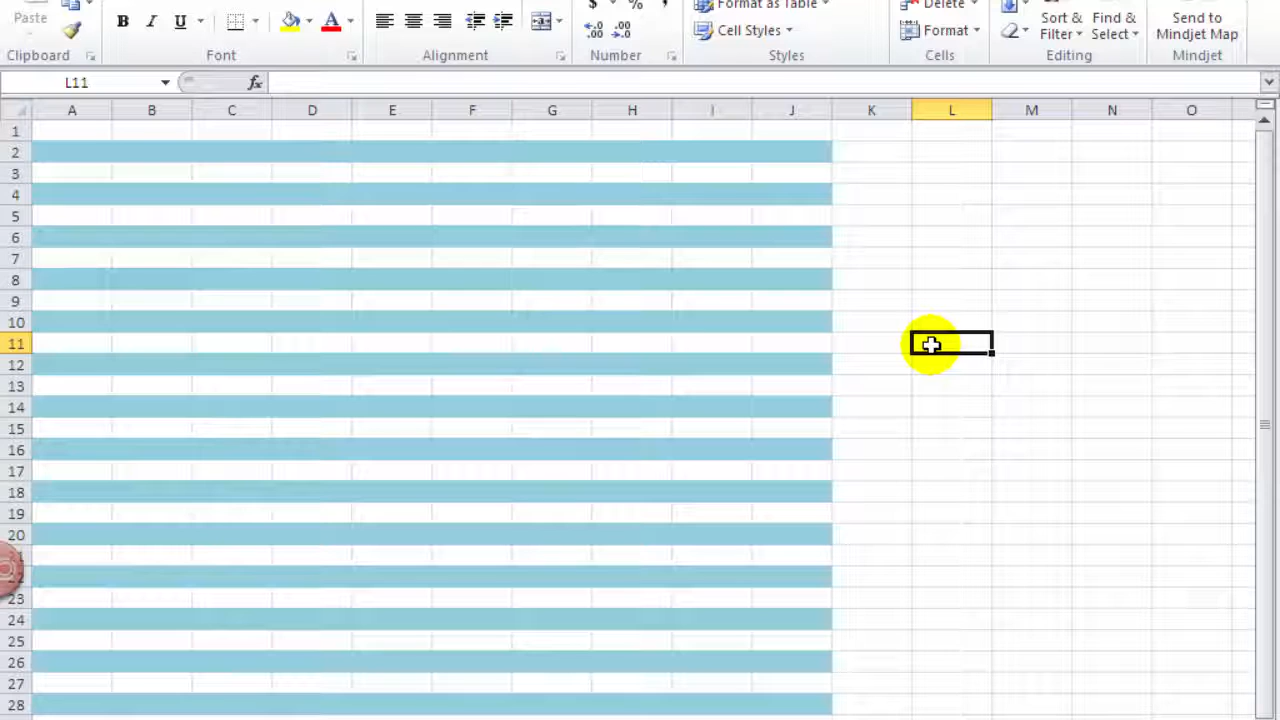 Format as Table
Delete
Paste
B I U A
$ % ,
Cell Styles
Format
Sort & Filter
Find & Select
Send to Mindjet Map
Clipboard Font Alignment Number Styles Cells Editing Mindjet
L11 fx
A B C D E F G H I J K L M N O
1
2
3
4
5
6
7
8
9
10
11
12
13
14
15
16
17
18
19
20
23
24
25
26
27
28